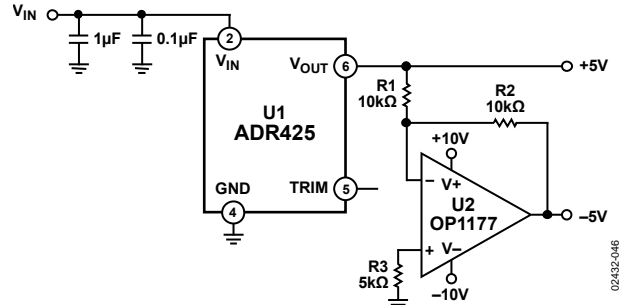 VIN
1µF
0.1µF
2
VIN
VOUT
6
U1
ADR425
GND
4
TRIM
5
R1
10kΩ
R2
10kΩ
+5V
+10V
−
V+
U2
OP1177
+
V−
–10V
R3
5kΩ
–5V
02432-046